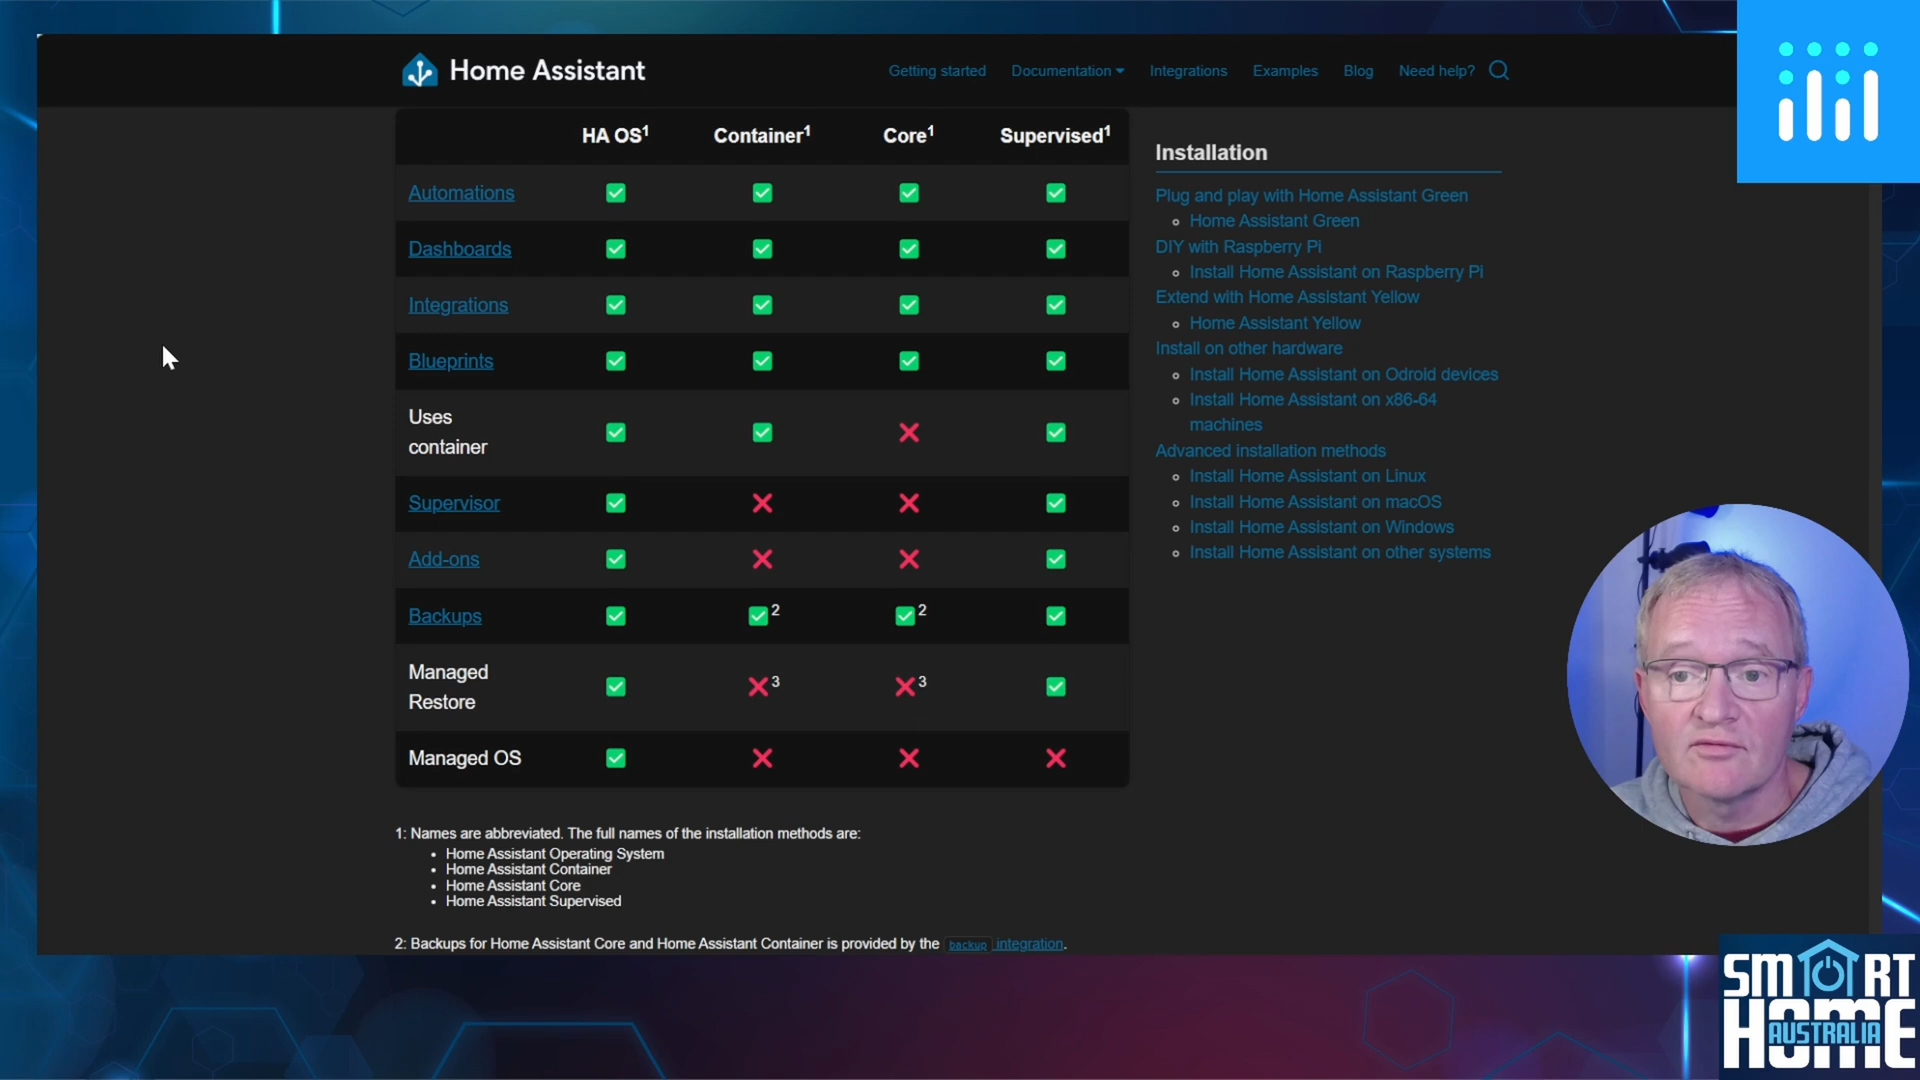 Home Assistant
Getting started Documentation Integrations Examples Blog Need help?
HA OS¹ Container¹ Core¹ Supervised¹
Automations
Dashboards
Integrations
Blueprints
Uses
container
Supervisor
Add-ons
Backups ² ²
Managed
Restore ³ ³
Managed OS
1: Names are abbreviated. The full names of the installation methods are:
Home Assistant Operating System
Home Assistant Container
Home Assistant Core
Home Assistant Supervised
2: Backups for Home Assistant Core and Home Assistant Container is provided by the backup integration.
Installation
Plug and play with Home Assistant Green
Home Assistant Green
DIY with Raspberry Pi
Install Home Assistant on Raspberry Pi
Extend with Home Assistant Yellow
Home Assistant Yellow
Install on other hardware
Install Home Assistant on Odroid devices
Install Home Assistant on x86-64
machines
Advanced installation methods
Install Home Assistant on Linux
Install Home Assistant on macOS
Install Home Assistant on Windows
Install Home Assistant on other systems
SMART
HOME
AUSTRALIA